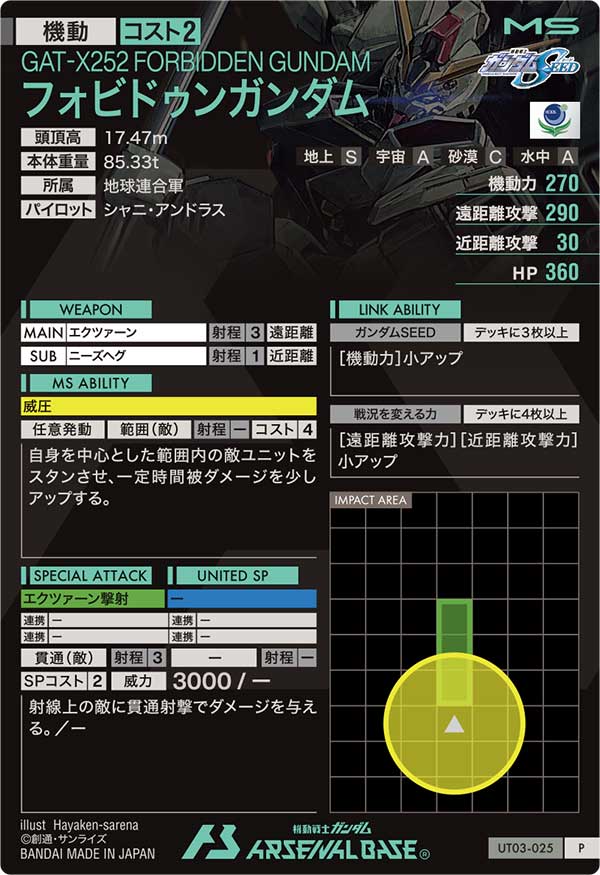 機動 コスト2 MS
GAT-X252 FORBIDDEN GUNDAM
フォビドゥンガンダム
機動戦士
ガンダムSEED
頭頂高 17.47m
本体重量 85.33t
所属 地球連合軍
パイロット シャニ・アンドラス
地上 S 宇宙 A 砂漠 C 水中 A
機動力 270
遠距離攻撃 290
近距離攻撃 30
HP 360
WEAPON
MAIN エクツァーン 射程 3 遠距離
SUB ニーズヘグ 射程 1 近距離
MS ABILITY
威圧
任意発動 範囲(敵) 射程 ー コスト 4
自身を中心とした範囲内の敵ユニットを
スタンさせ、一定時間被ダメージを少し
アップする。
LINK ABILITY
ガンダムSEED デッキに3枚以上
[機動力]小アップ
戦況を変える力 デッキに4枚以上
[遠距離攻撃力][近距離攻撃力]
小アップ
IMPACT AREA
SPECIAL ATTACK UNITED SP
エクツァーン撃射 ー
連携 ー 連携 ー
連携 ー 連携 ー
貫通(敵) 射程 3 ー 射程 ー
SPコスト 2 威力 3000 / ー
射線上の敵に貫通射撃でダメージを与え
る。/ー
illust Hayaken-sarena
©創通・サンライズ
BANDAI MADE IN JAPAN
機動戦士ガンダム
ARSENAL BASE ®
UT03-025 P